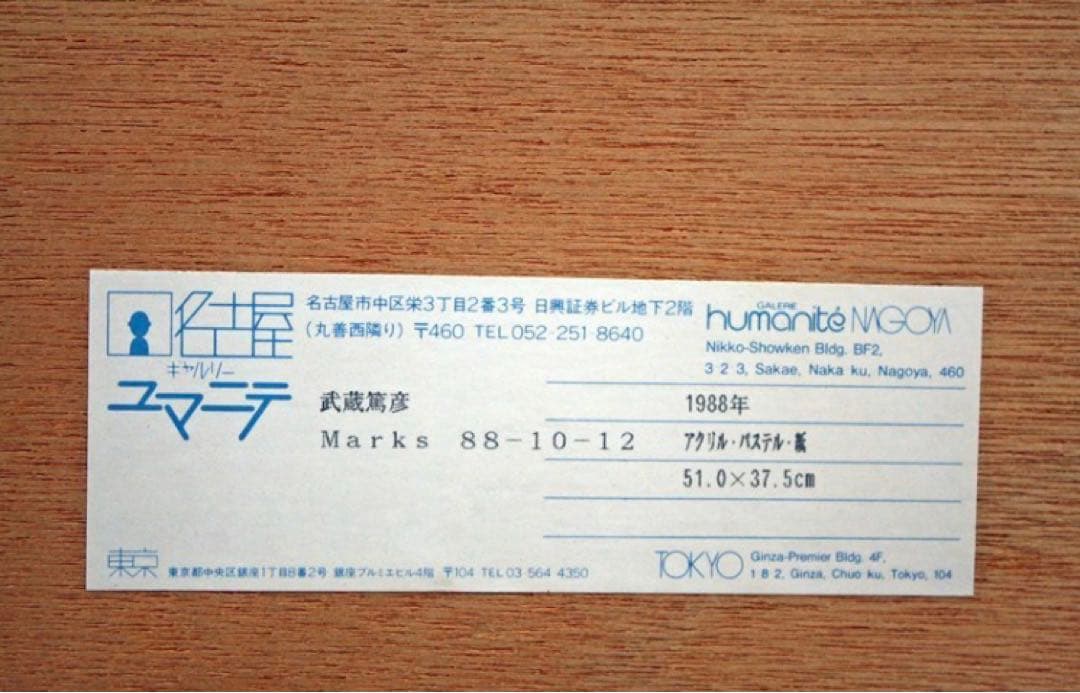 名古屋
ギャルリー
ユマニテ
名古屋市中区栄3丁目2番3号 日興証券ビル地下2階
(丸善西隣り) 〒460 TEL 052-251-8640
GALERIE
humanité NAGOYA
Nikko-Showken Bldg. BF2,
3 2 3, Sakae, Naka ku, Nagoya, 460
武蔵篤彦
Marks 88-10-12
1988年
アクリル・パステル・紙
51.0×37.5cm
東京
東京都中央区銀座1丁目8番2号 銀座プルミエビル4階 〒104 TEL 03-564 4350
TOKYO
Ginza-Premier Bldg. 4F,
1 8 2, Ginza, Chuo ku, Tokyo, 104